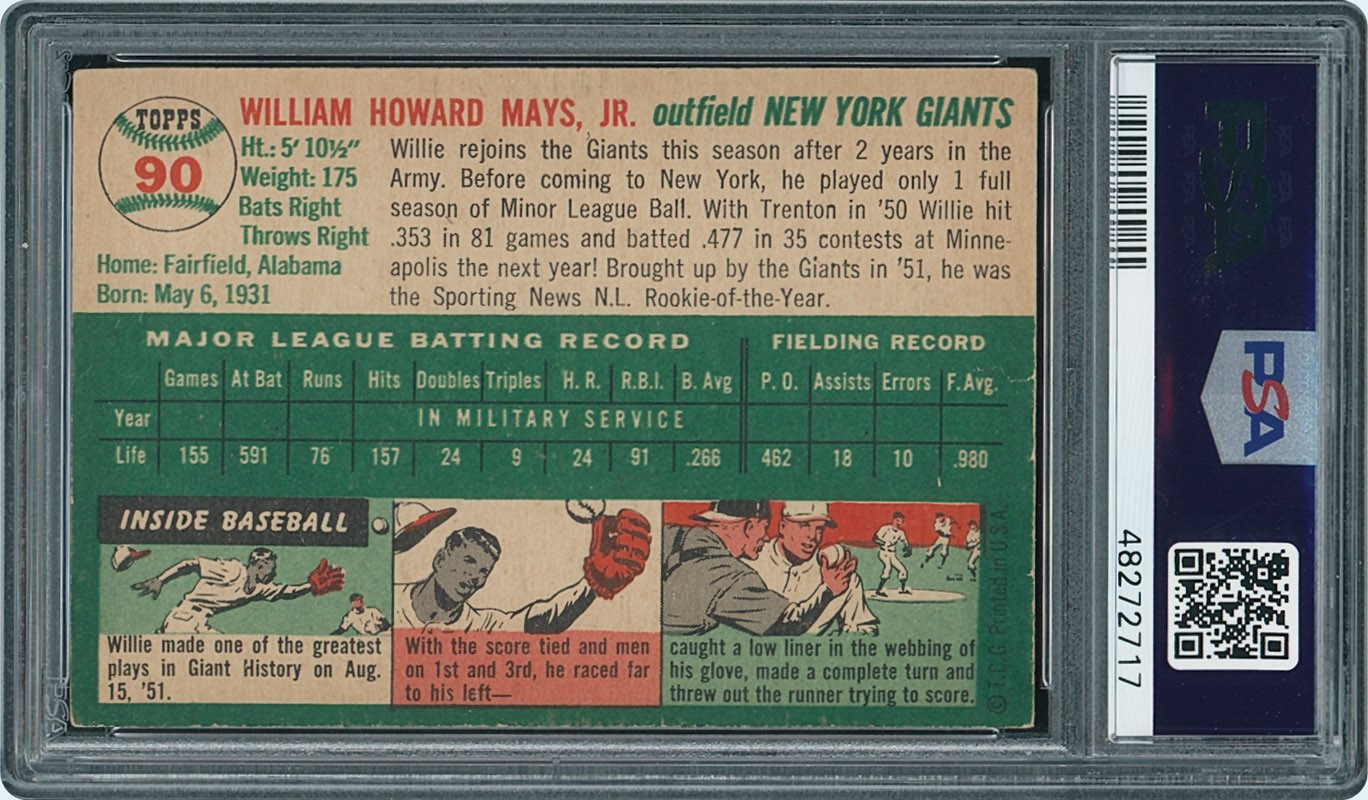 TOPPS
90
WILLIAM HOWARD MAYS, JR. outfield NEW YORK GIANTS
Ht.: 5' 10½"
Weight: 175
Bats Right
Throws Right
Home: Fairfield, Alabama
Born: May 6, 1931
Willie rejoins the Giants this season after 2 years in the
Army. Before coming to New York, he played only 1 full
season of Minor League Ball. With Trenton in '50 Willie hit
.353 in 81 games and batted .477 in 35 contests at Minne-
apolis the next year! Brought up by the Giants in '51, he was
the Sporting News N.L. Rookie-of-the-Year.
MAJOR LEAGUE BATTING RECORD FIELDING RECORD
Games At Bat Runs Hits Doubles Triples H. R. R.B.I. B. Avg P. O. Assists Errors F. Avg.
Year IN MILITARY SERVICE
Life 155 591 76 157 24 9 24 91 .266 462 18 10 .980
INSIDE BASEBALL
Willie made one of the greatest
plays in Giant History on Aug.
15, '51.
With the score tied and men
on 1st and 3rd, he raced far
to his left—
caught a low liner in the webbing of
his glove, made a complete turn and
threw out the runner trying to score.
© T.C.G. Printed in U.S.A.
PSA
PSA
48272717
PSA